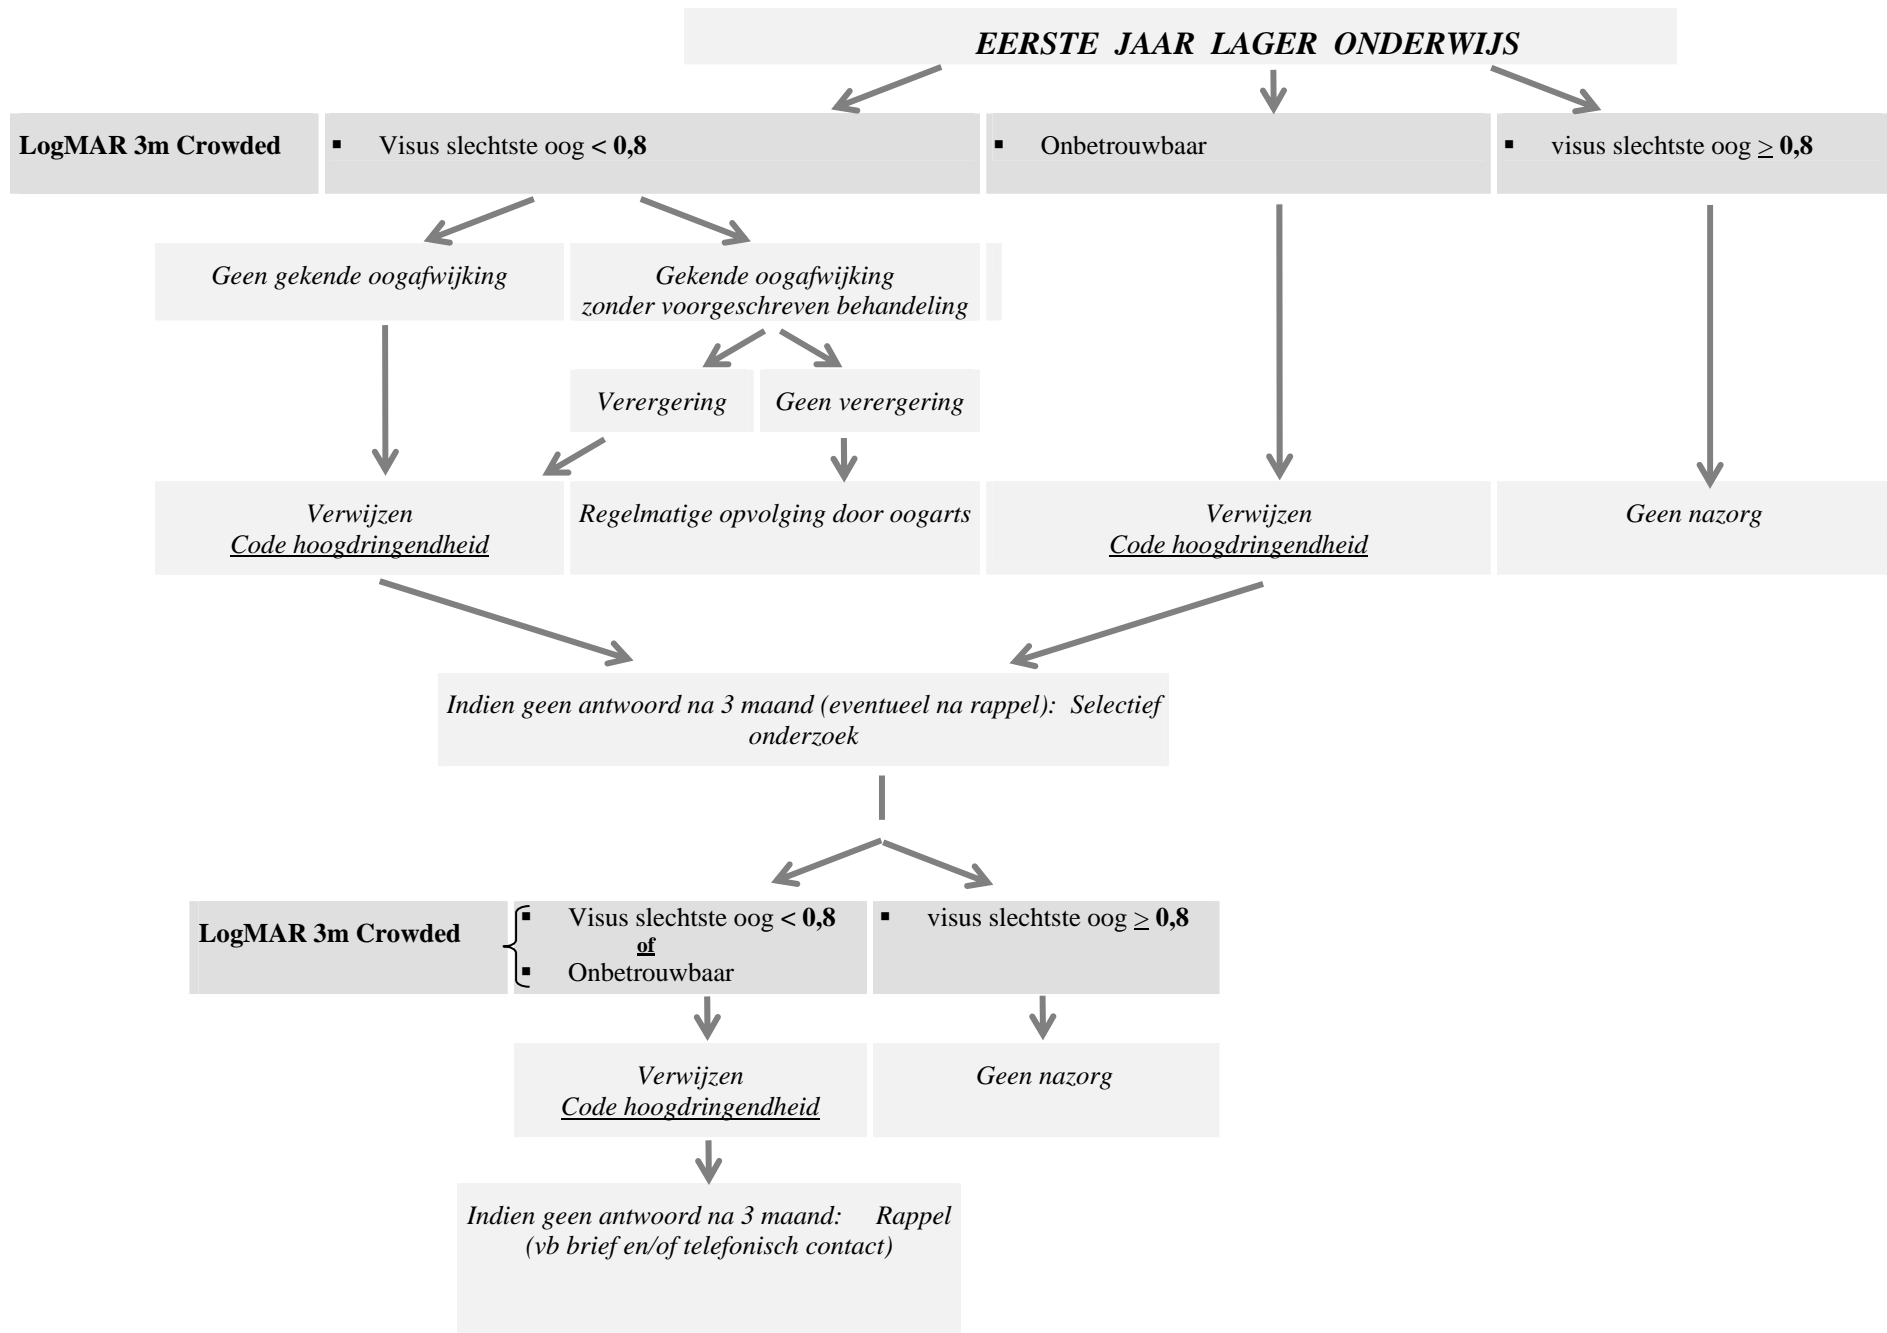 EERSTE JAAR LAGER ONDERWIJS
LogMAR 3m Crowded
▪ Visus slechtste oog < 0,8
▪ Onbetrouwbaar
▪ visus slechtste oog ≥ 0,8
Geen gekende oogafwijking
Gekende oogafwijking
zonder voorgeschreven behandeling
Verergering
Geen verergering
Verwijzen
Code hoogdringendheid
Regelmatige opvolging door oogarts
Verwijzen
Code hoogdringendheid
Geen nazorg
Indien geen antwoord na 3 maand (eventueel na rappel): Selectief
onderzoek
LogMAR 3m Crowded
▪ Visus slechtste oog < 0,8
of
▪ Onbetrouwbaar
▪ visus slechtste oog ≥ 0,8
Verwijzen
Code hoogdringendheid
Geen nazorg
Indien geen antwoord na 3 maand: Rappel
(vb brief en/of telefonisch contact)